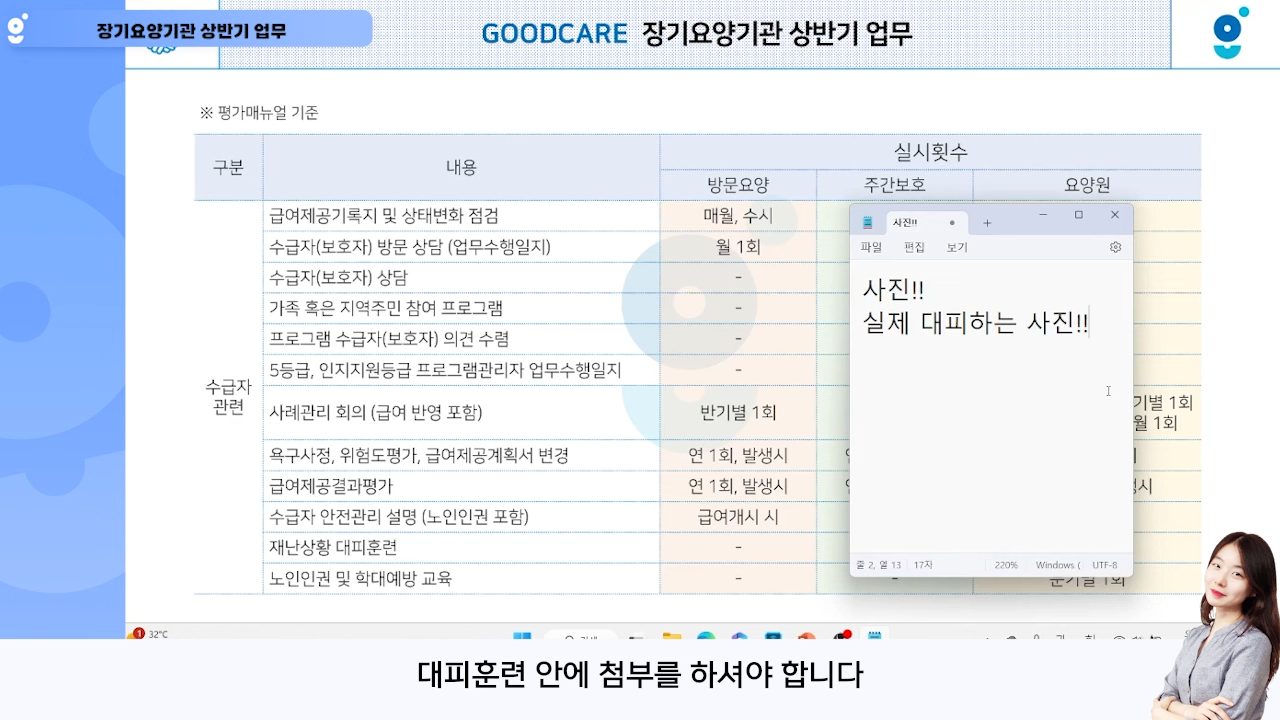 장기요양기관 상반기 업무
GOODCARE 장기요양기관 상반기 업무
※ 평가매뉴얼 기준
구분 내용 실시횟수
방문요양 주간보호 요양원
수급자 관련
급여제공기록지 및 상태변화 점검 매월, 수시
수급자(보호자) 방문 상담 (업무수행일지) 월 1회
수급자(보호자) 상담 -
가족 혹은 지역주민 참여 프로그램 -
프로그램 수급자(보호자) 의견 수렴 -
5등급, 인지지원등급 프로그램관리자 업무수행일지 -
사례관리 회의 (급여 반영 포함) 반기별 1회
기별 1회
월 1회
욕구사정, 위험도평가, 급여제공계획서 변경 연 1회, 발생시
급여제공결과평가 연 1회, 발생시
수급자 안전관리 설명 (노인인권 포함) 급여개시 시
재난상황 대피훈련 -
노인인권 및 학대예방 교육 - -
사진!!
파일 편집 보기
사진!!
실제 대피하는 사진!!
줄 2, 열 13 17자 220% Windows ( UTF-8
1 32°C
대피훈련 안에 첨부를 하셔야 합니다